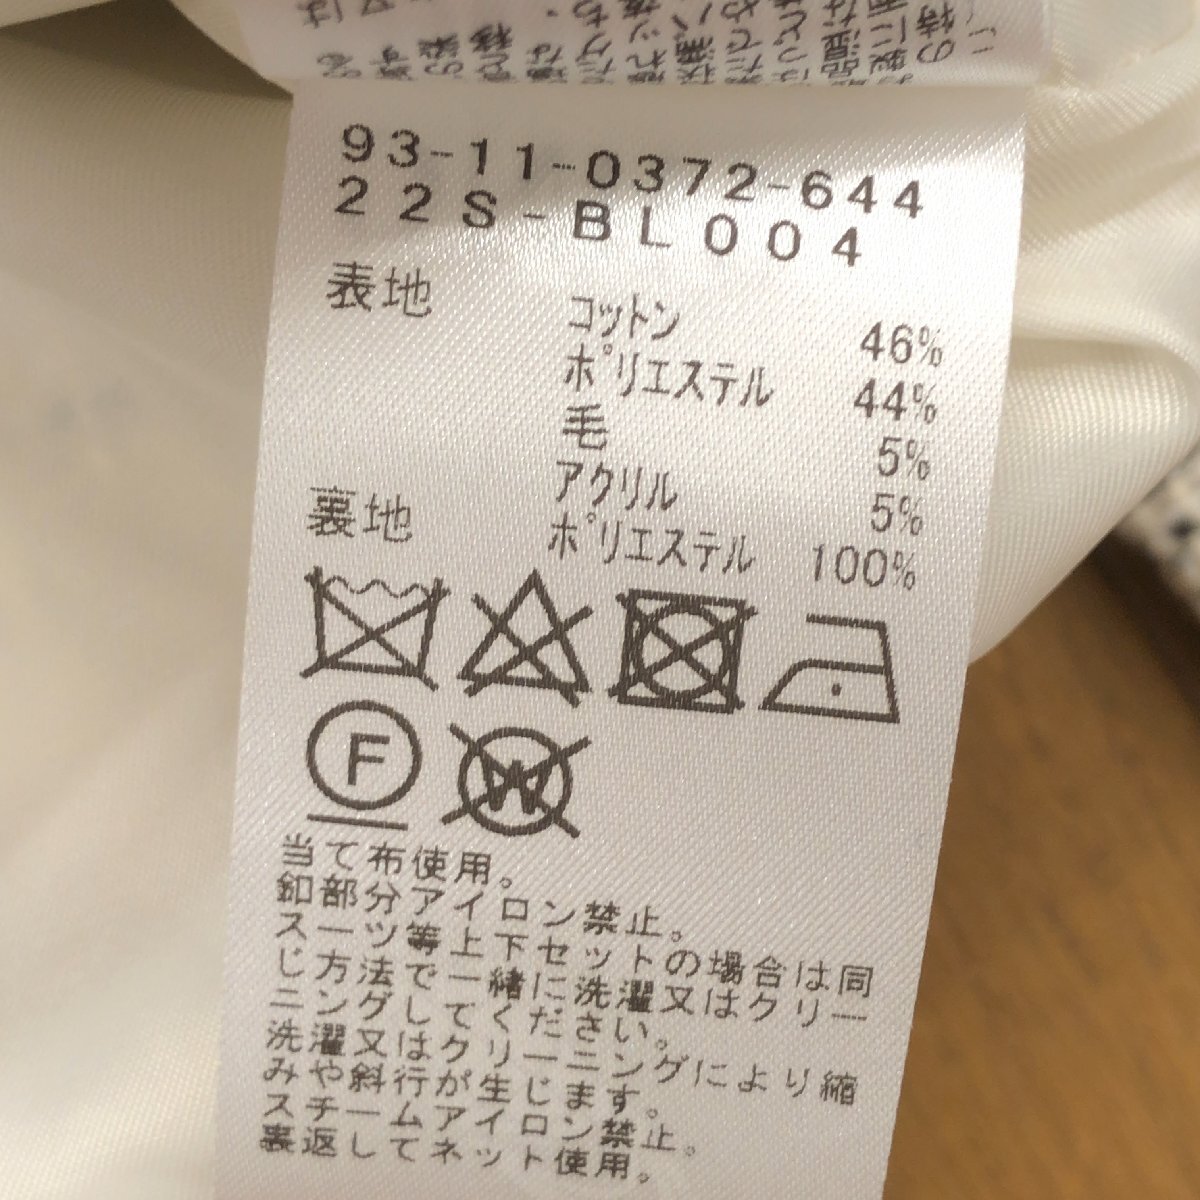 93-11-0372-644
22S-BL004
表地 コットン 46%
ポリエステル 44%
毛 5%
アクリル 5%
裏地 ポリエステル 100%
F
W
当て布使用。
釦部分アイロン禁止。
スーツ等上下セットの場合は同
じ方法で一緒に洗濯又はクリー
ニングしてください。
洗濯又はクリーニングにより縮
みや斜行が生じます。
スチームアイロン禁止。
裏返してネット使用。